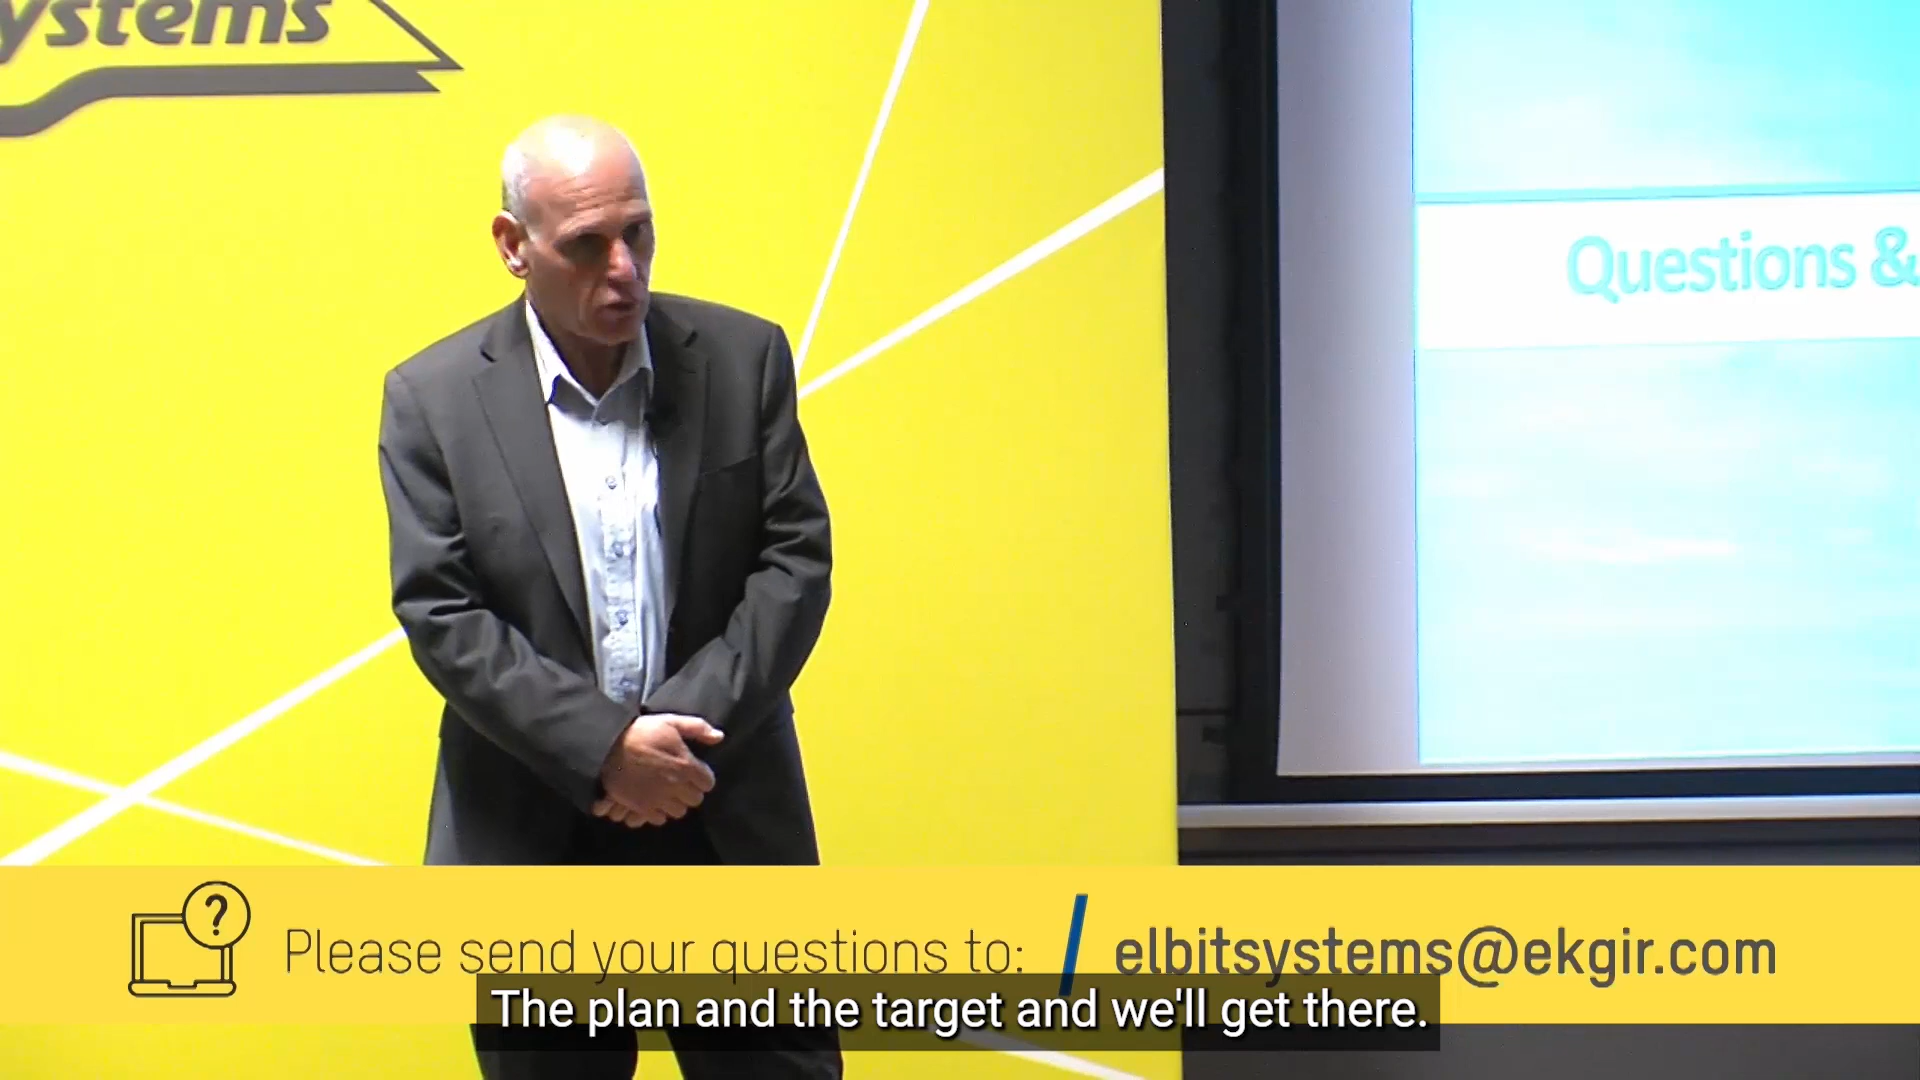 ystems
Questions &
?
Please send your questions to: / elbitsystems@ekgir.com
The plan and the target and we'll get there.